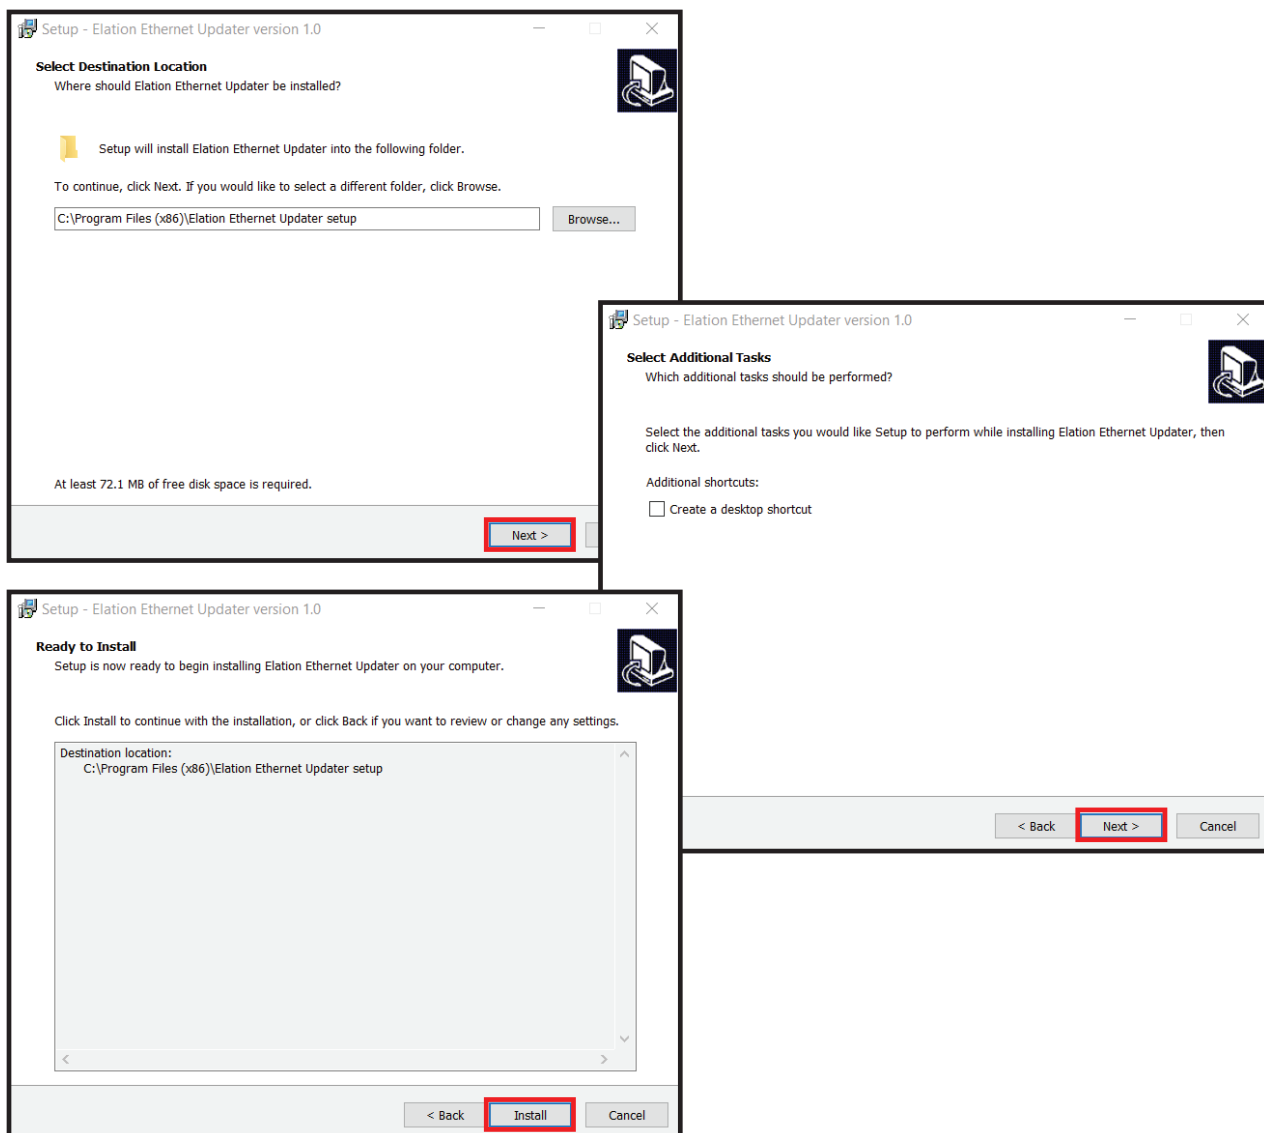 Setup - Elation Ethernet Updater version 1.0
Select Destination Location
Where should Elation Ethernet Updater be installed?
Setup will install Elation Ethernet Updater into the following folder.
To continue, click Next. If you would like to select a different folder, click Browse.
C:\Program Files (x86)\Elation Ethernet Updater setup
Browse...
At least 72.1 MB of free disk space is required.
Next >
Setup - Elation Ethernet Updater version 1.0
Select Additional Tasks
Which additional tasks should be performed?
Select the additional tasks you would like Setup to perform while installing Elation Ethernet Updater, then
click Next.
Additional shortcuts:
Create a desktop shortcut
< Back
Next >
Cancel
Setup - Elation Ethernet Updater version 1.0
Ready to Install
Setup is now ready to begin installing Elation Ethernet Updater on your computer.
Click Install to continue with the installation, or click Back if you want to review or change any settings.
Destination location:
C:\Program Files (x86)\Elation Ethernet Updater setup
< Back
Install
Cancel